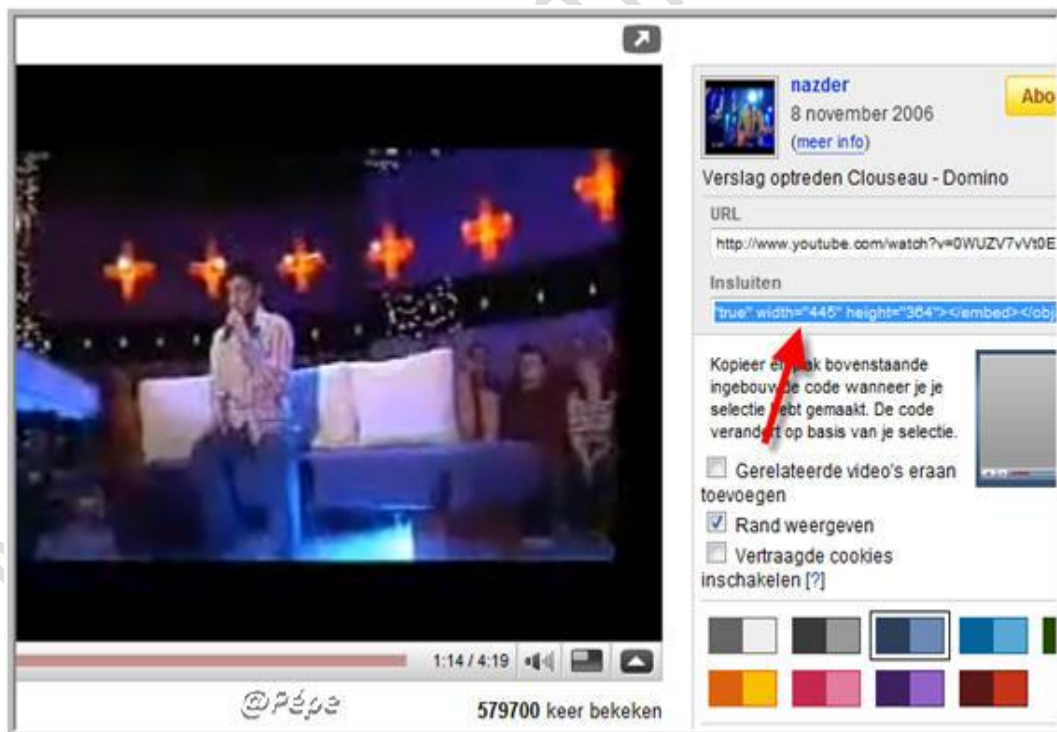 nazder
Abo
8 november 2006
(meer info)
Verslag optreden Clouseau - Domino
URL
http://www.youtube.com/watch?v=0WUZV7vVt0E
Insluiten
"true" width="445" height="364"></embed></obj
Kopieer en plak bovenstaande
ingebouwde code wanneer je je
selectie hebt gemaakt. De code
verandert op basis van je selectie.
Gerelateerde video's eraan
toevoegen
Rand weergeven
Vertraagde cookies
inschakelen [?]
1:14 / 4:19
@Pépe
579700 keer bekeken